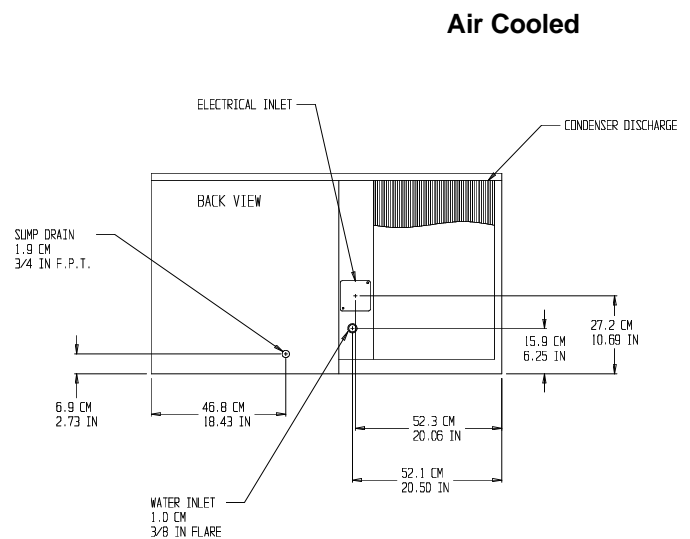 Air Cooled
ELECTRICAL INLET
CONDENSER DISCHARGE
BACK VIEW
SUMP DRAIN
1.9 CM
3/4 IN F.P.T.
27.2 CM
10.69 IN
15.9 CM
6.25 IN
6.9 CM
2.73 IN
46.8 CM
18.43 IN
52.3 CM
20.06 IN
52.1 CM
20.50 IN
WATER INLET
1.0 CM
3/8 IN FLARE